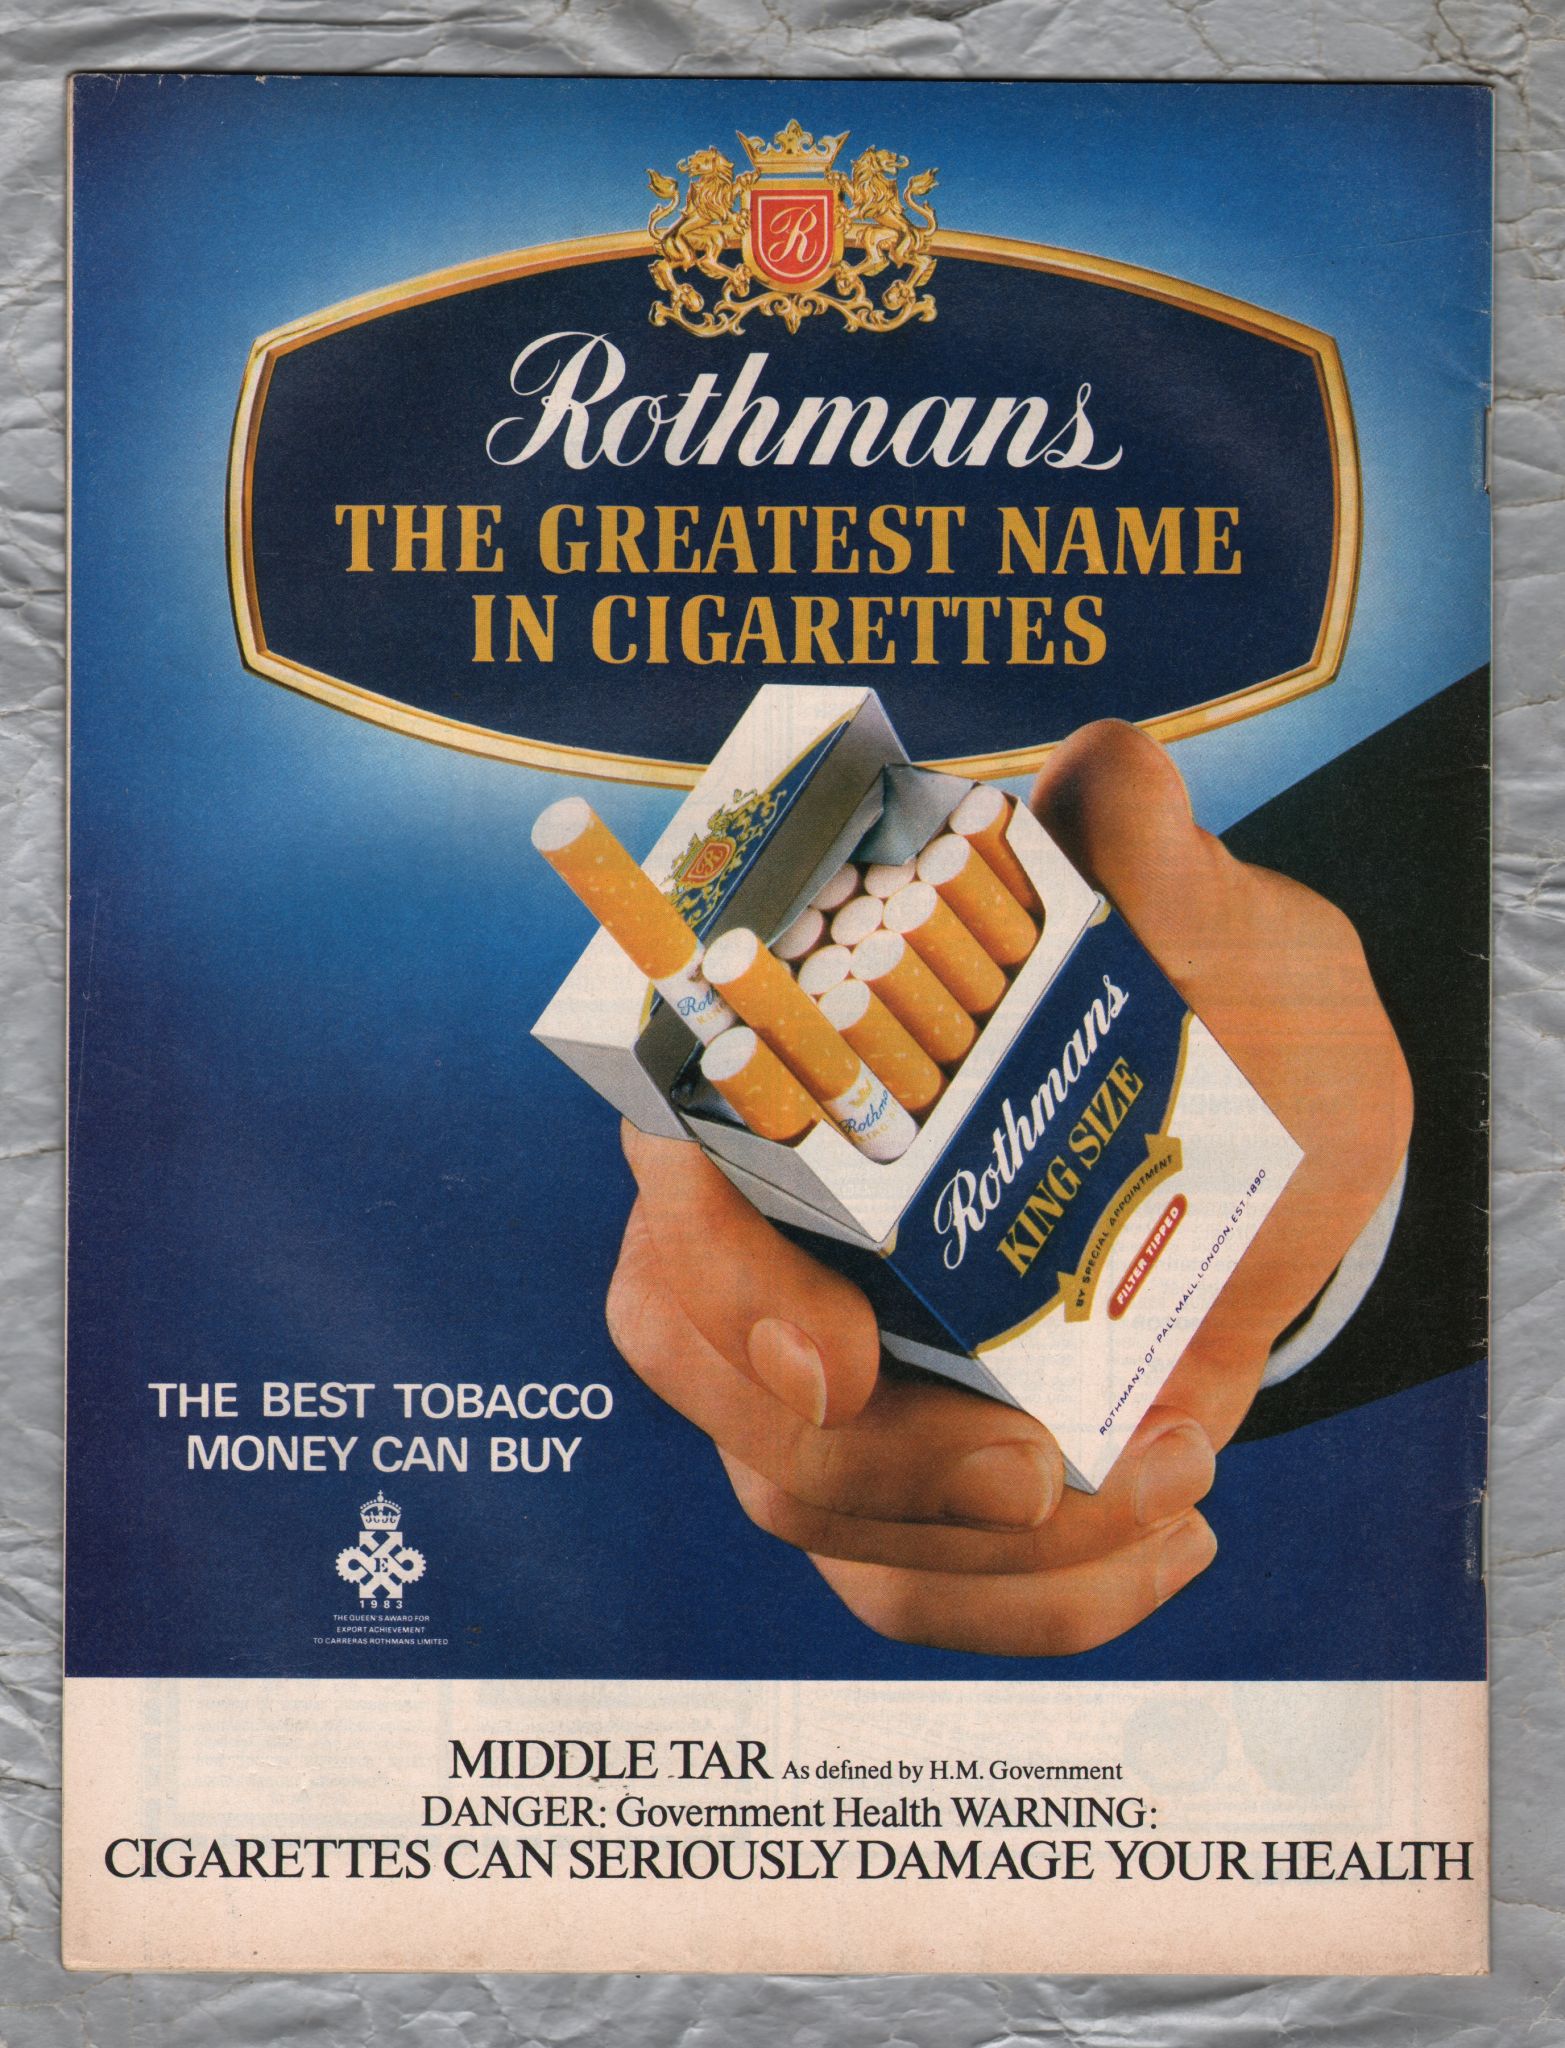 R
Rothmans
THE GREATEST NAME
IN CIGARETTES
R
Rothmans
KING SIZE
BY SPECIAL APPOINTMENT
FILTER TIPPED
ROTHMANS OF PALL MALL, LONDON. EST. 1890
THE BEST TOBACCO
MONEY CAN BUY
E
1983
THE QUEEN'S AWARD FOR
EXPORT ACHIEVEMENT
TO CARRERAS ROTHMANS LIMITED
MIDDLE TAR As defined by H.M. Government
DANGER: Government Health WARNING:
CIGARETTES CAN SERIOUSLY DAMAGE YOUR HEALTH